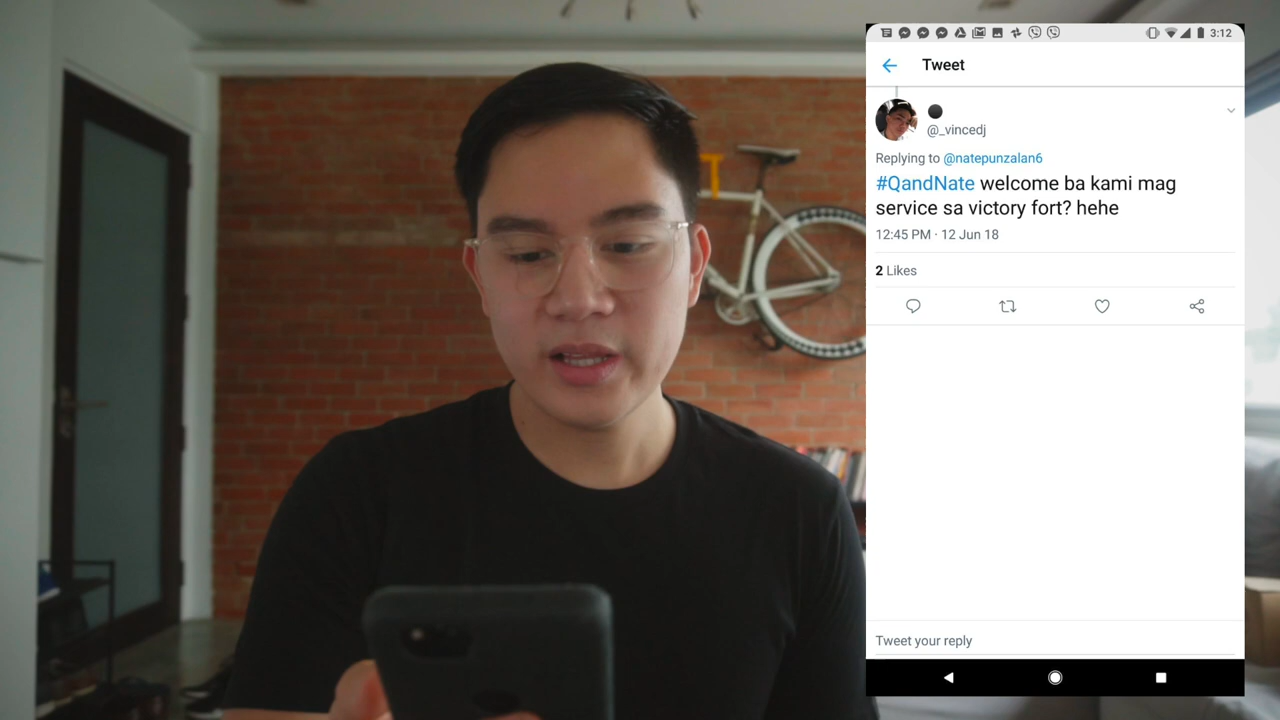 3:12
Tweet
@_vincedj
Replying to @natepunzalan6
#QandNate welcome ba kami mag
service sa victory fort? hehe
12:45 PM · 12 Jun 18
2 Likes
Tweet your reply